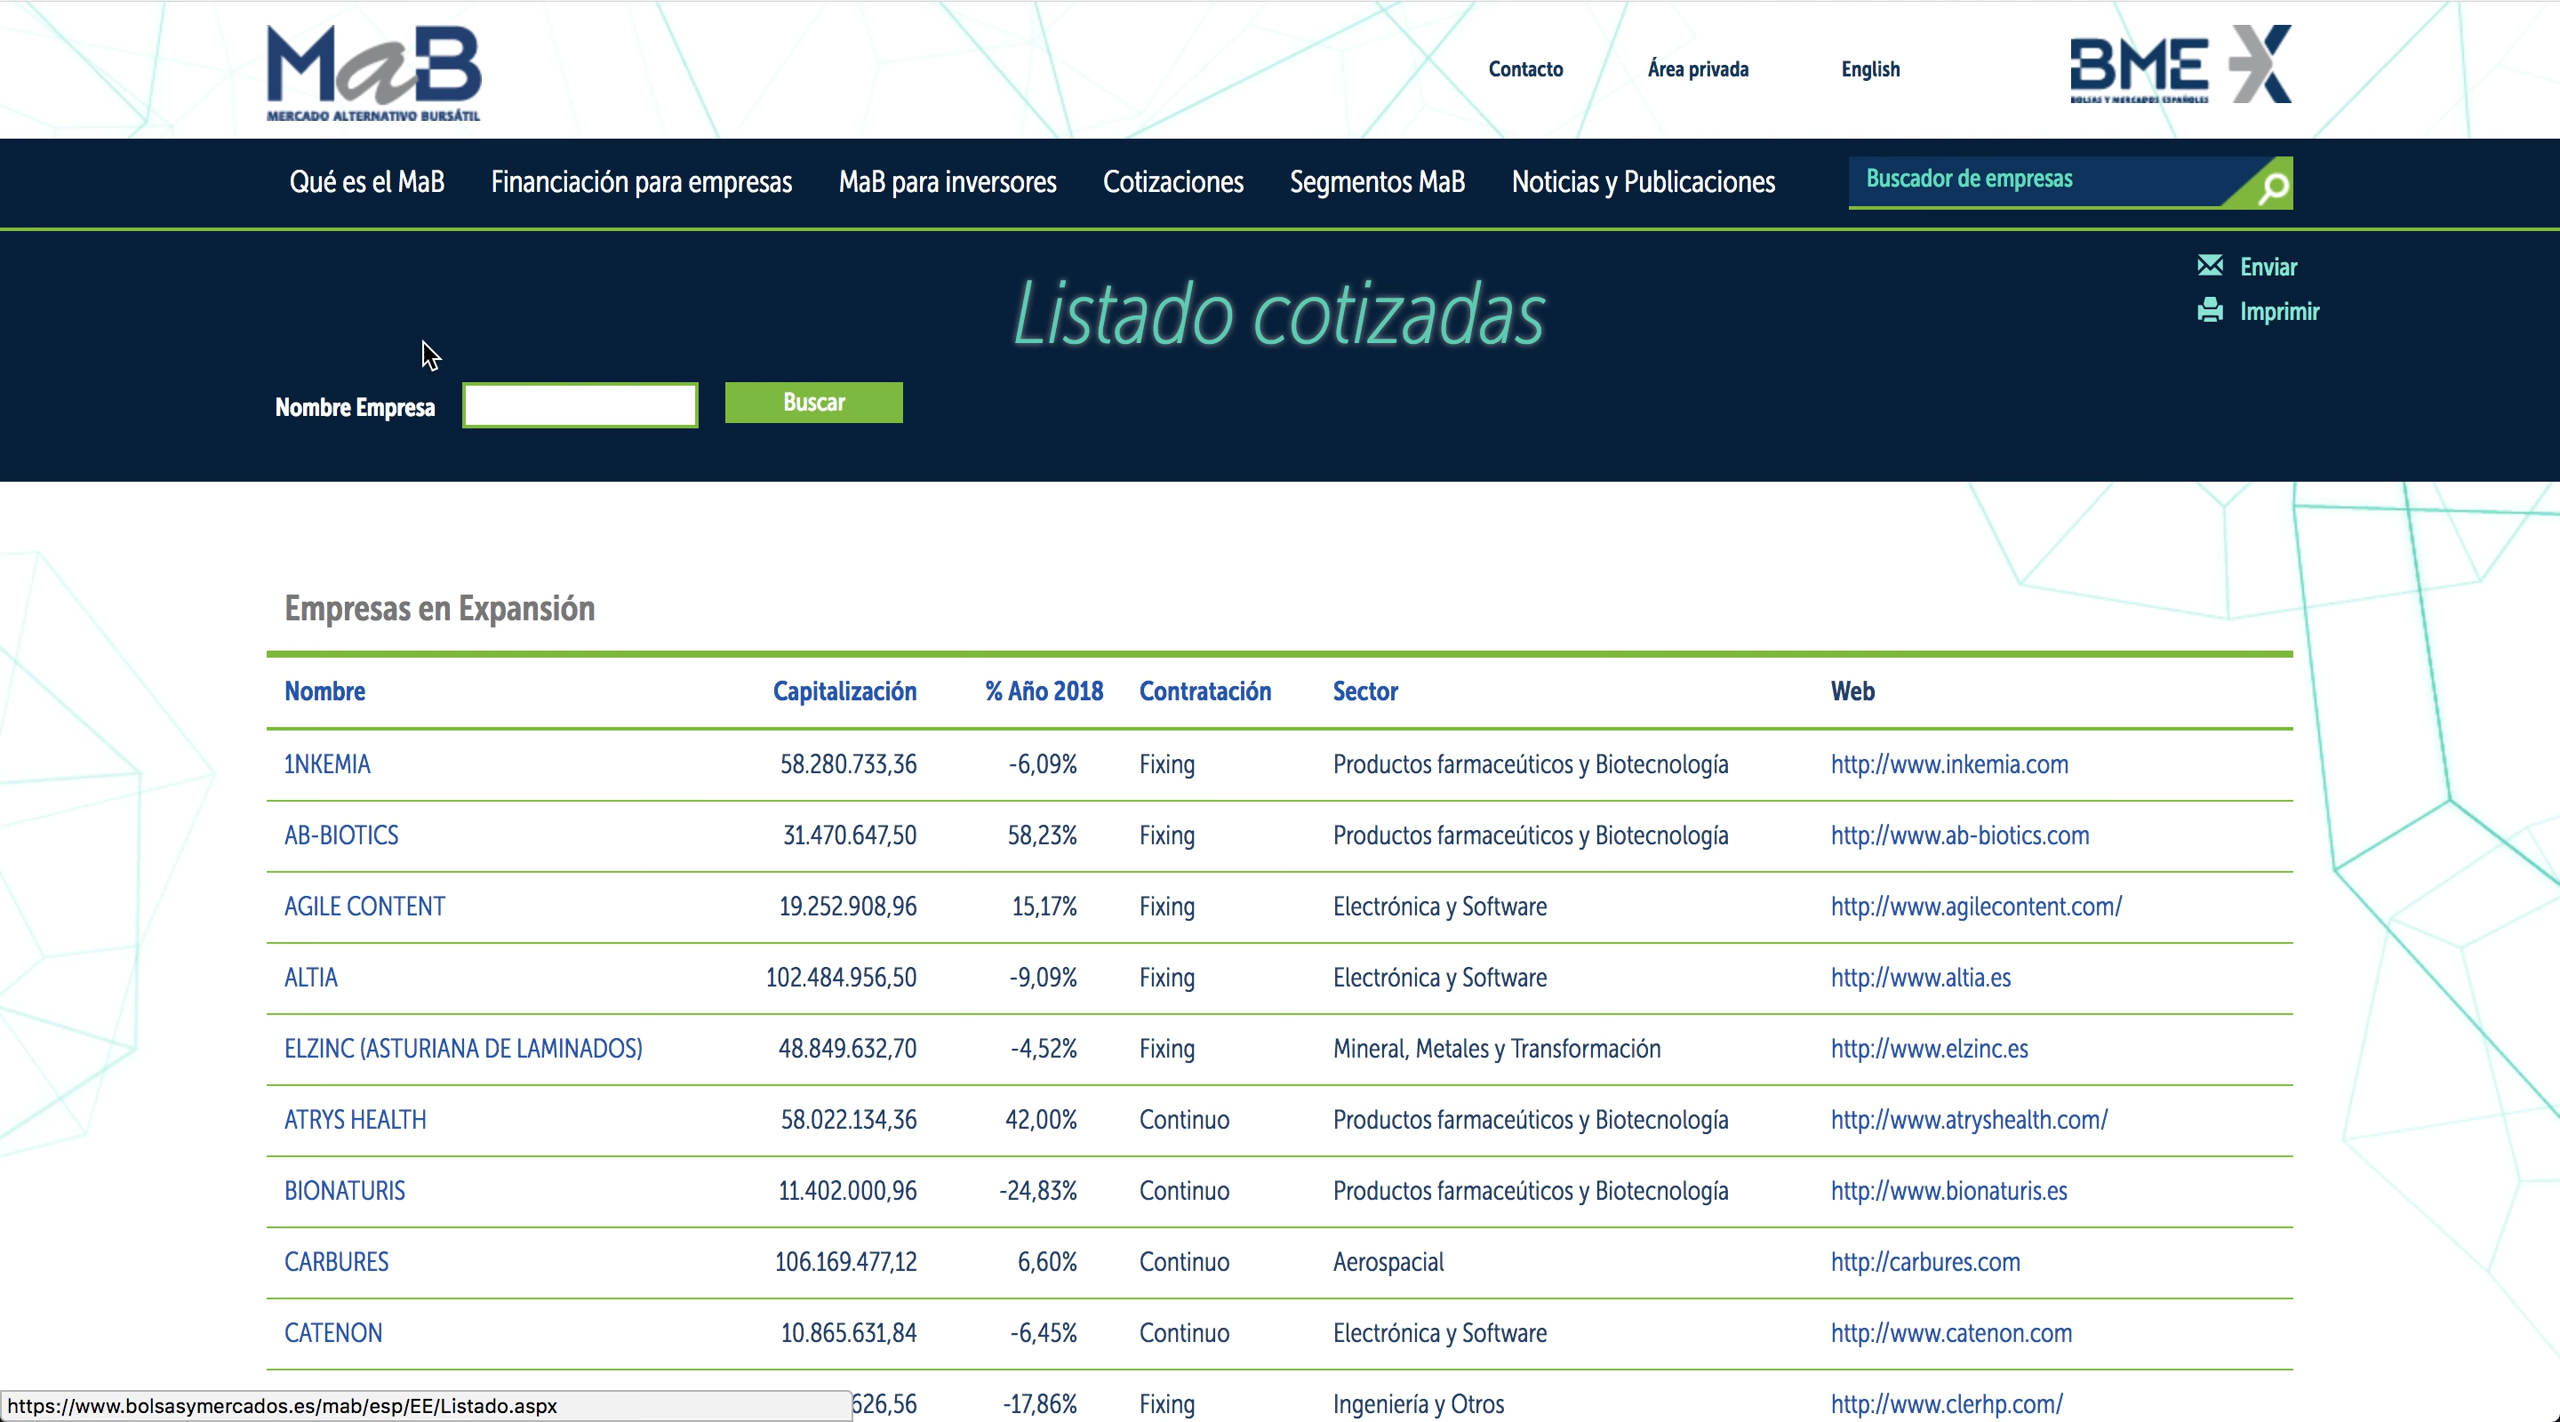 MaB
MERCADO ALTERNATIVO BURSÁTIL
Contacto
Área privada
English
BME X
BOLSAS Y MERCADOS ESPAÑOLES
Qué es el MaB
Financiación para empresas
MaB para inversores
Cotizaciones
Segmentos MaB
Noticias y Publicaciones
Buscador de empresas
Enviar
Imprimir
Listado cotizadas
Nombre Empresa
Buscar
Empresas en Expansión
Nombre Capitalización % Año 2018 Contratación Sector Web
1NKEMIA 58.280.733,36 -6,09% Fixing Productos farmaceúticos y Biotecnología http://www.inkemia.com
AB-BIOTICS 31.470.647,50 58,23% Fixing Productos farmaceúticos y Biotecnología http://www.ab-biotics.com
AGILE CONTENT 19.252.908,96 15,17% Fixing Electrónica y Software http://www.agilecontent.com/
ALTIA 102.484.956,50 -9,09% Fixing Electrónica y Software http://www.altia.es
ELZINC (ASTURIANA DE LAMINADOS) 48.849.632,70 -4,52% Fixing Mineral, Metales y Transformación http://www.elzinc.es
ATRYS HEALTH 58.022.134,36 42,00% Continuo Productos farmaceúticos y Biotecnología http://www.atryshealth.com/
BIONATURIS 11.402.000,96 -24,83% Continuo Productos farmaceúticos y Biotecnología http://www.bionaturis.es
CARBURES 106.169.477,12 6,60% Continuo Aerospacial http://carbures.com
CATENON 10.865.631,84 -6,45% Continuo Electrónica y Software http://www.catenon.com
626,56 -17,86% Fixing Ingeniería y Otros http://www.clerhp.com/
https://www.bolsasymercados.es/mab/esp/EE/Listado.aspx